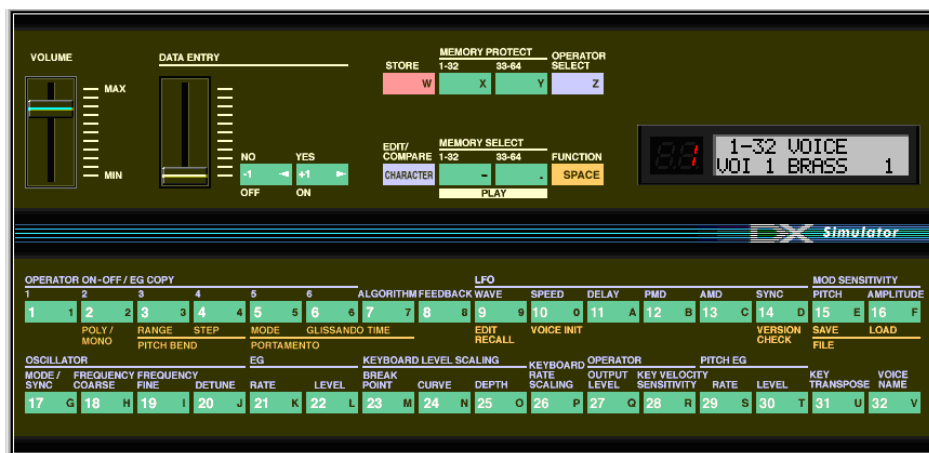 VOLUME
MAX
MIN
DATA ENTRY
NO YES
-1 +1
OFF ON
MEMORY PROTECT
STORE 1-32 33-64 OPERATOR SELECT
W X Y Z
EDIT/ COMPARE
MEMORY SELECT
1-32 33-64 FUNCTION
CHARACTER - . SPACE
PLAY
1
1-32 VOICE
VOI 1 BRASS 1
DX Simulator
OPERATOR ON-OFF / EG COPY LFO MOD SENSITIVITY
1 2 3 4 5 6 ALGORITHM FEEDBACK WAVE SPEED DELAY PMD AMD SYNC PITCH AMPLITUDE
1 1 2 2 3 3 4 4 5 5 6 6 7 7 8 8 9 9 10 0 11 A 12 B 13 C 14 D 15 E 16 F
POLY / MONO RANGE STEP MODE GLISSANDO TIME EDIT RECALL VOICE INIT VERSION CHECK SAVE LOAD
PITCH BEND PORTAMENTO FILE
OSCILLATOR EG KEYBOARD LEVEL SCALING OPERATOR PITCH EG
MODE / SYNC FREQUENCY COARSE FREQUENCY FINE DETUNE RATE LEVEL BREAK POINT CURVE DEPTH KEYBOARD RATE SCALING OUTPUT LEVEL KEY VELOCITY SENSITIVITY RATE LEVEL KEY TRANSPOSE VOICE NAME
17 G 18 H 19 I 20 J 21 K 22 L 23 M 24 N 25 O 26 P 27 Q 28 R 29 S 30 T 31 U 32 V